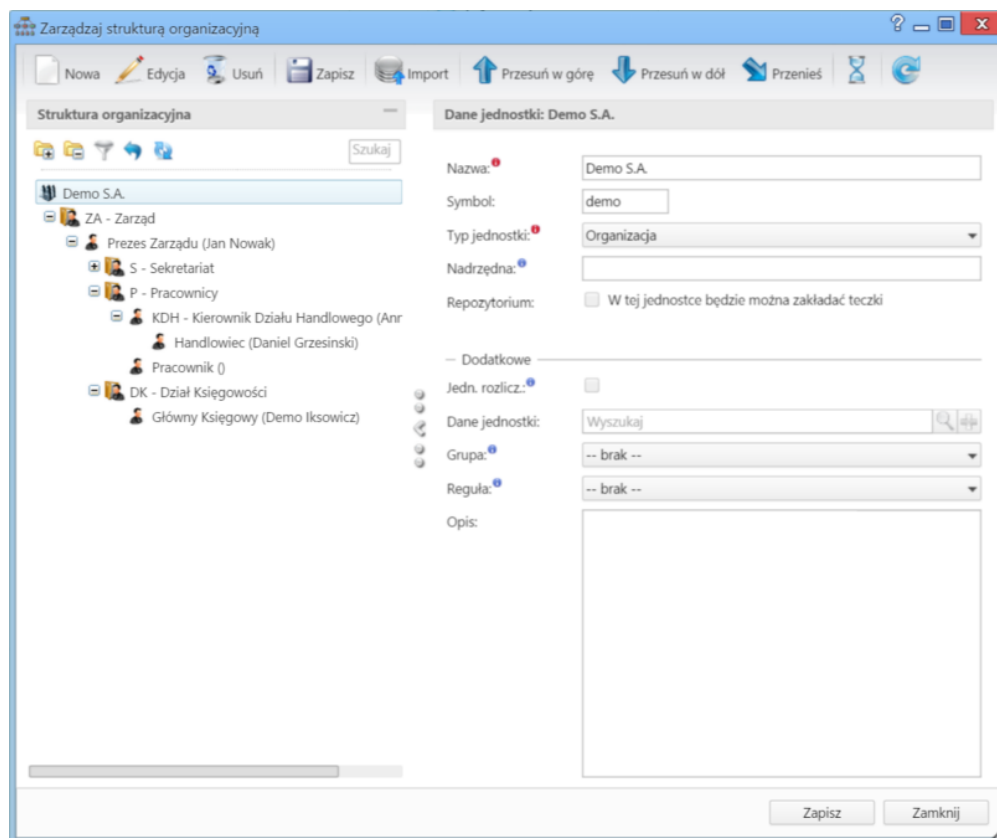 Zarządzaj strukturą organizacyjną
Nowa Edycja Usuń Zapisz Import Przesuń w górę Przesuń w dół Przenieś
Struktura organizacyjna
Szukaj
Demo S.A.
ZA - Zarząd
Prezes Zarządu (Jan Nowak)
S - Sekretariat
P - Pracownicy
KDH - Kierownik Działu Handlowego (Anr
Handlowiec (Daniel Grzesinski)
Pracownik ()
DK - Dział Księgowości
Główny Księgowy (Demo Iksowicz)
Dane jednostki: Demo S.A.
Nazwa: Demo S.A.
Symbol: demo
Typ jednostki: Organizacja
Nadrzędna:
Repozytorium: W tej jednostce będzie można zakładać teczki
Dodatkowe
Jedn. rozlicz.:
Dane jednostki: Wyszukaj
Grupa: -- brak --
Reguła: -- brak --
Opis:
Zapisz Zamknij